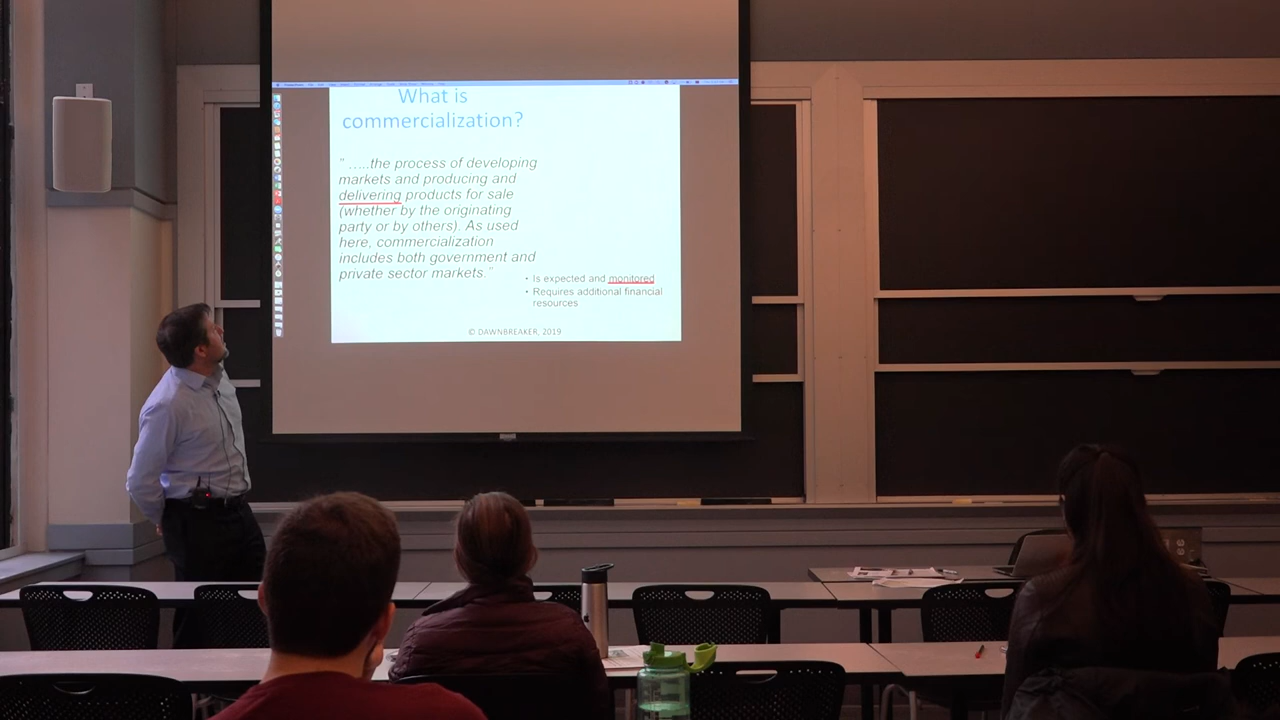 What is
commercialization?
" …..the process of developing
markets and producing and
delivering products for sale
(whether by the originating
party or by others). As used
here, commercialization
includes both government and
private sector markets."
• Is expected and monitored
• Requires additional financial
resources
© DAWNBREAKER, 2019